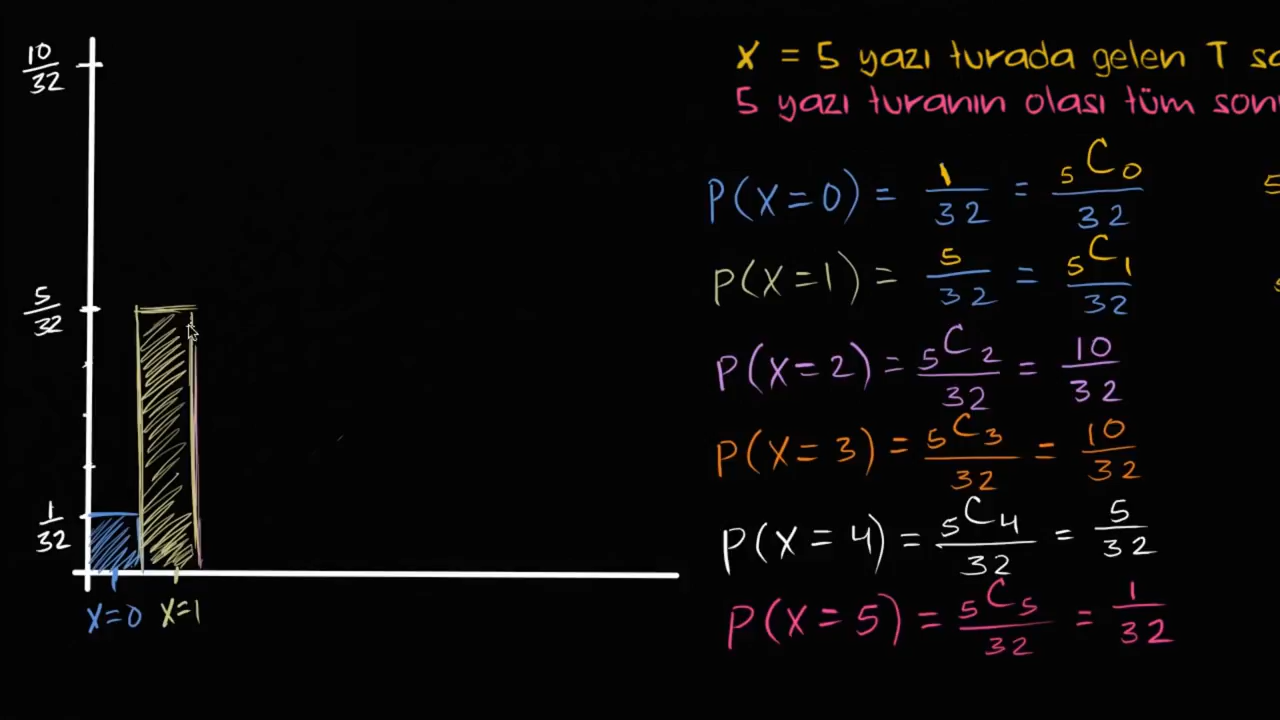 X = 5 yazı turada gelen T
5 yazı turanın olası tüm
P(X=0) = 1/32 = ₅C₀/32
P(X=1) = 5/32 = ₅C₁/32
P(X=2) = ₅C₂/32 = 10/32
P(X=3) = ₅C₃/32 = 10/32
P(X=4) = ₅C₄/32 = 5/32
P(X=5) = ₅C₅/32 = 1/32
10/32
5/32
1/32
X=0 X=1